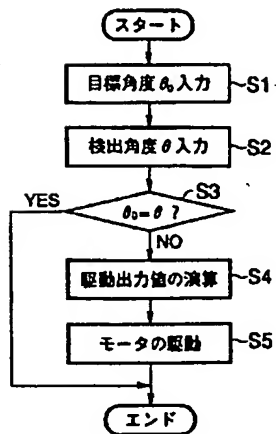 スタート
目標角度θ₀入力 S1
検出角度θ入力 S2
S3
YES θ₀=θ ?
NO
駆動出力値の演算 S4
モータの駆動 S5
エンド